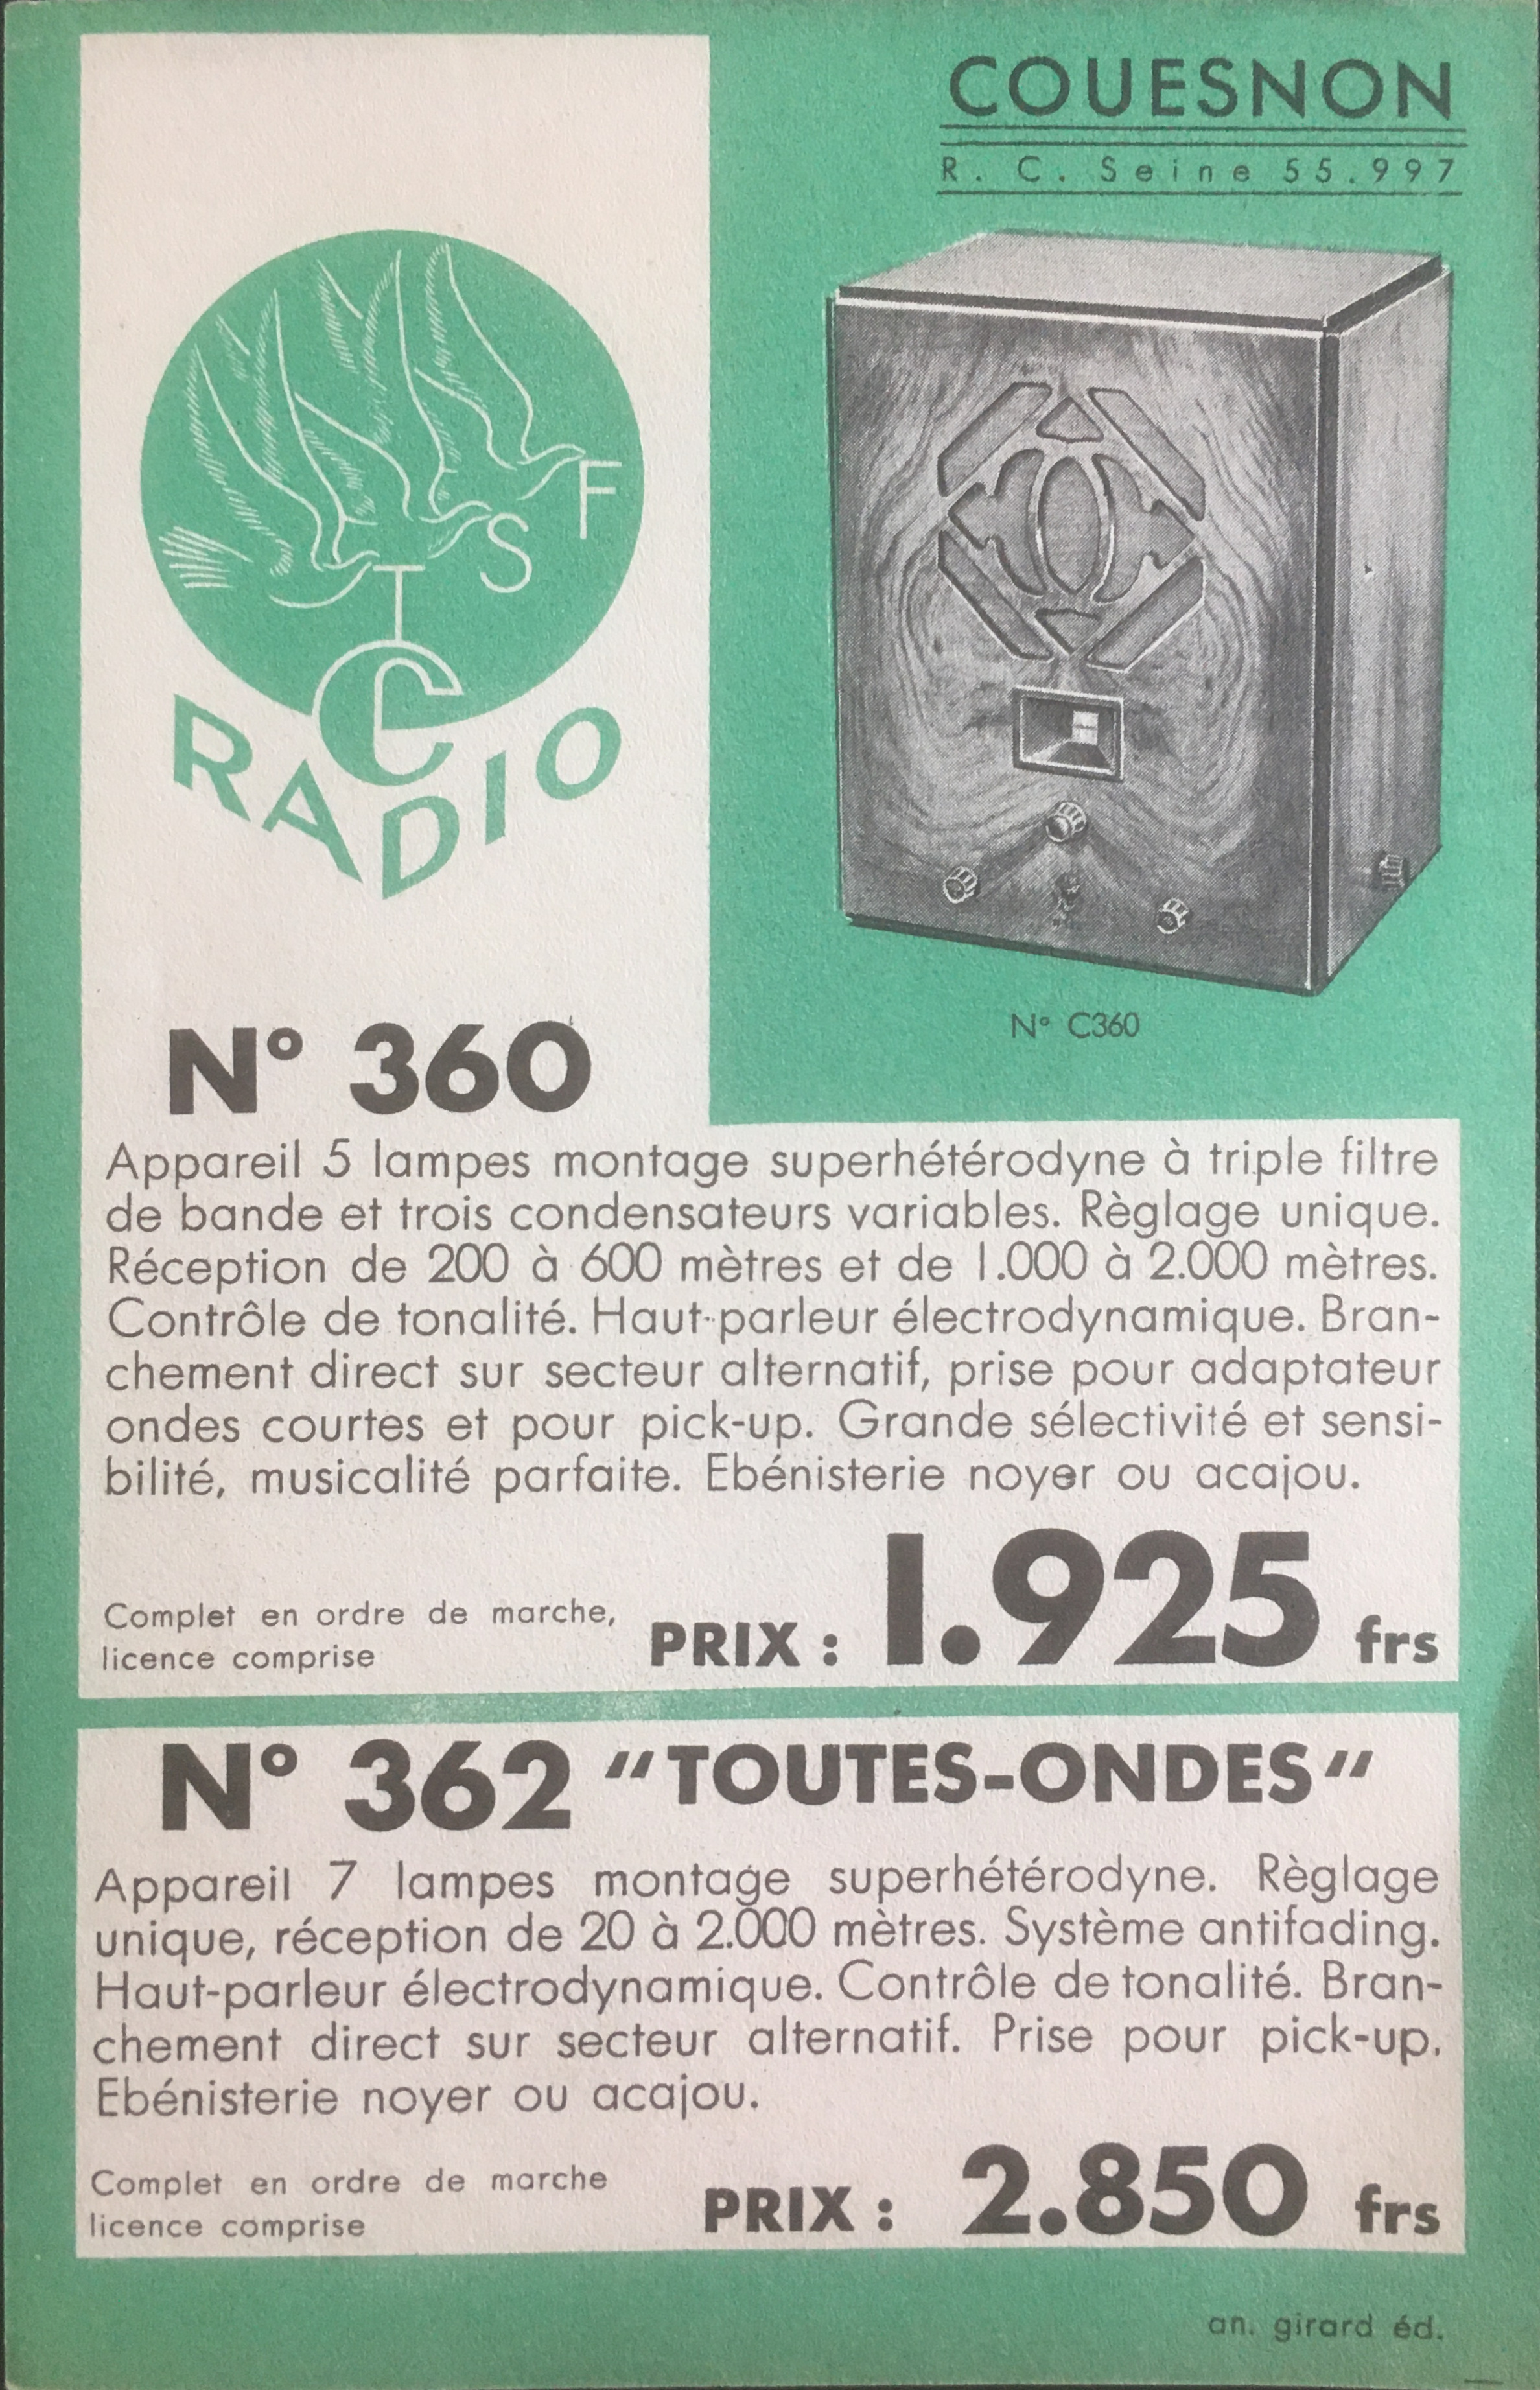 COUESNON
R. C. Seine 55.997
T S F
C
RADIO
N° C360
N° 360
Appareil 5 lampes montage superhétérodyne à triple filtre
de bande et trois condensateurs variables. Règlage unique.
Réception de 200 à 600 mètres et de 1.000 à 2.000 mètres.
Contrôle de tonalité. Haut-parleur électrodynamique. Bran-
chement direct sur secteur alternatif, prise pour adaptateur
ondes courtes et pour pick-up. Grande sélectivité et sensi-
bilité, musicalité parfaite. Ebénisterie noyer ou acajou.
Complet en ordre de marche,
licence comprise
PRIX : 1.925 frs
N° 362 "TOUTES-ONDES"
Appareil 7 lampes montage superhétérodyne. Règlage
unique, réception de 20 à 2.000 mètres. Système antifading.
Haut-parleur électrodynamique. Contrôle de tonalité. Bran-
chement direct sur secteur alternatif. Prise pour pick-up.
Ebénisterie noyer ou acajou.
Complet en ordre de marche
licence comprise
PRIX : 2.850 frs
an. girard éd.